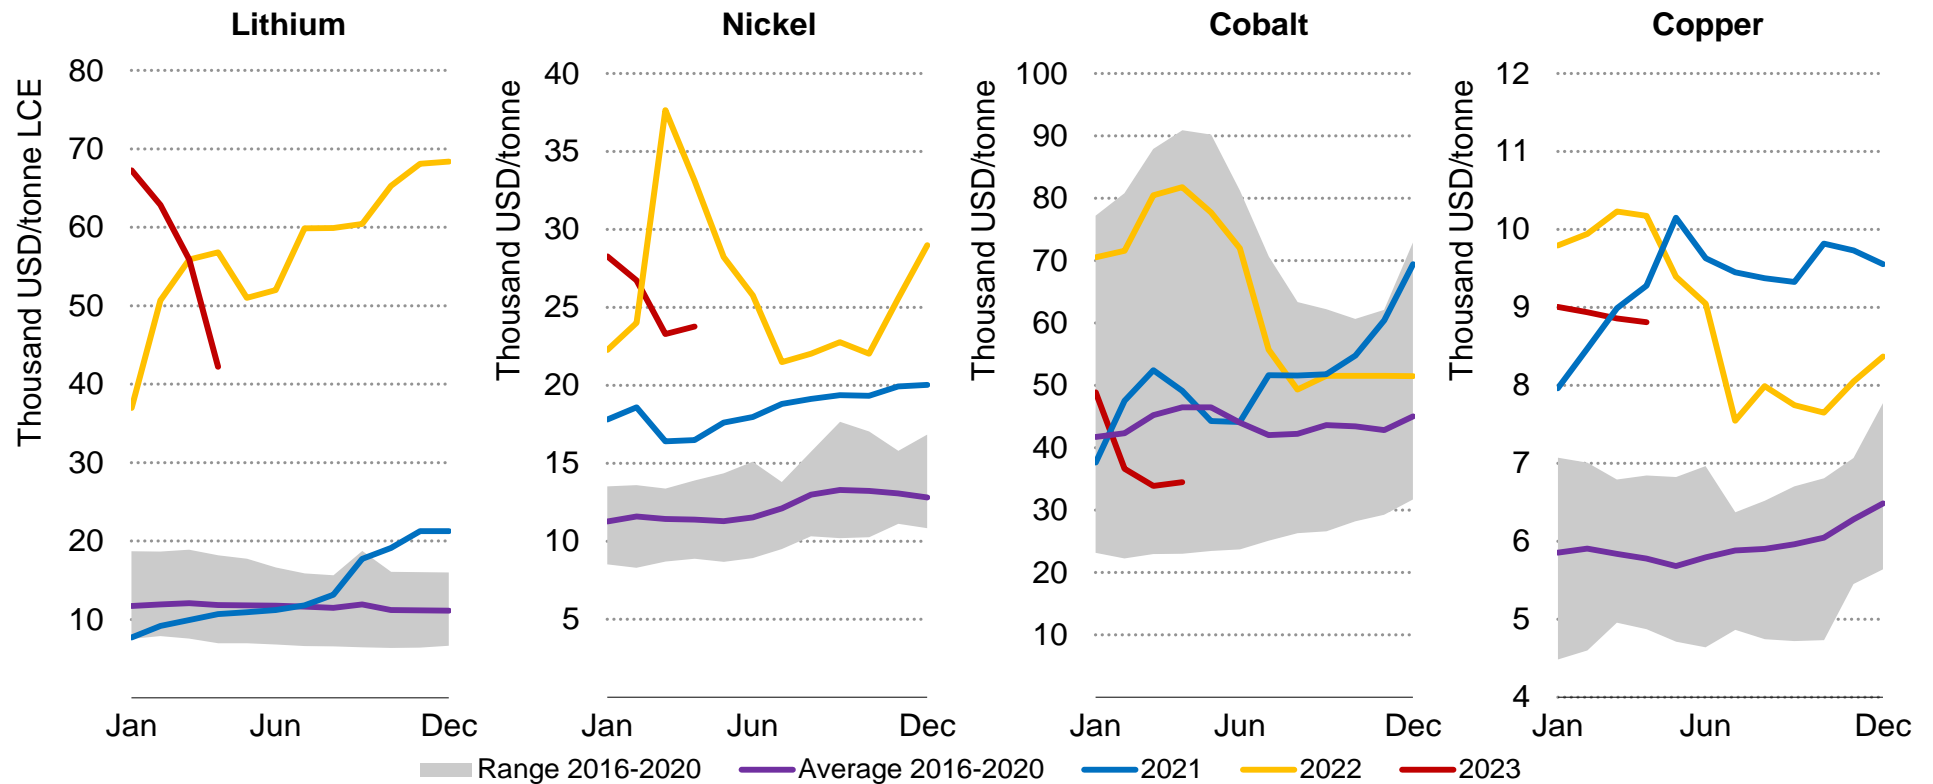 Lithium
Thousand USD/tonne LCE
80
70
60
50
40
30
20
10
Jan Jun Dec
Nickel
Thousand USD/tonne
40
35
30
25
20
15
10
5
Jan Jun Dec
Cobalt
Thousand USD/tonne
100
90
80
70
60
50
40
30
20
10
Jan Jun Dec
Copper
Thousand USD/tonne
12
11
10
9
8
7
6
5
4
Jan Jun Dec
Range 2016-2020 Average 2016-2020 2021 2022 2023